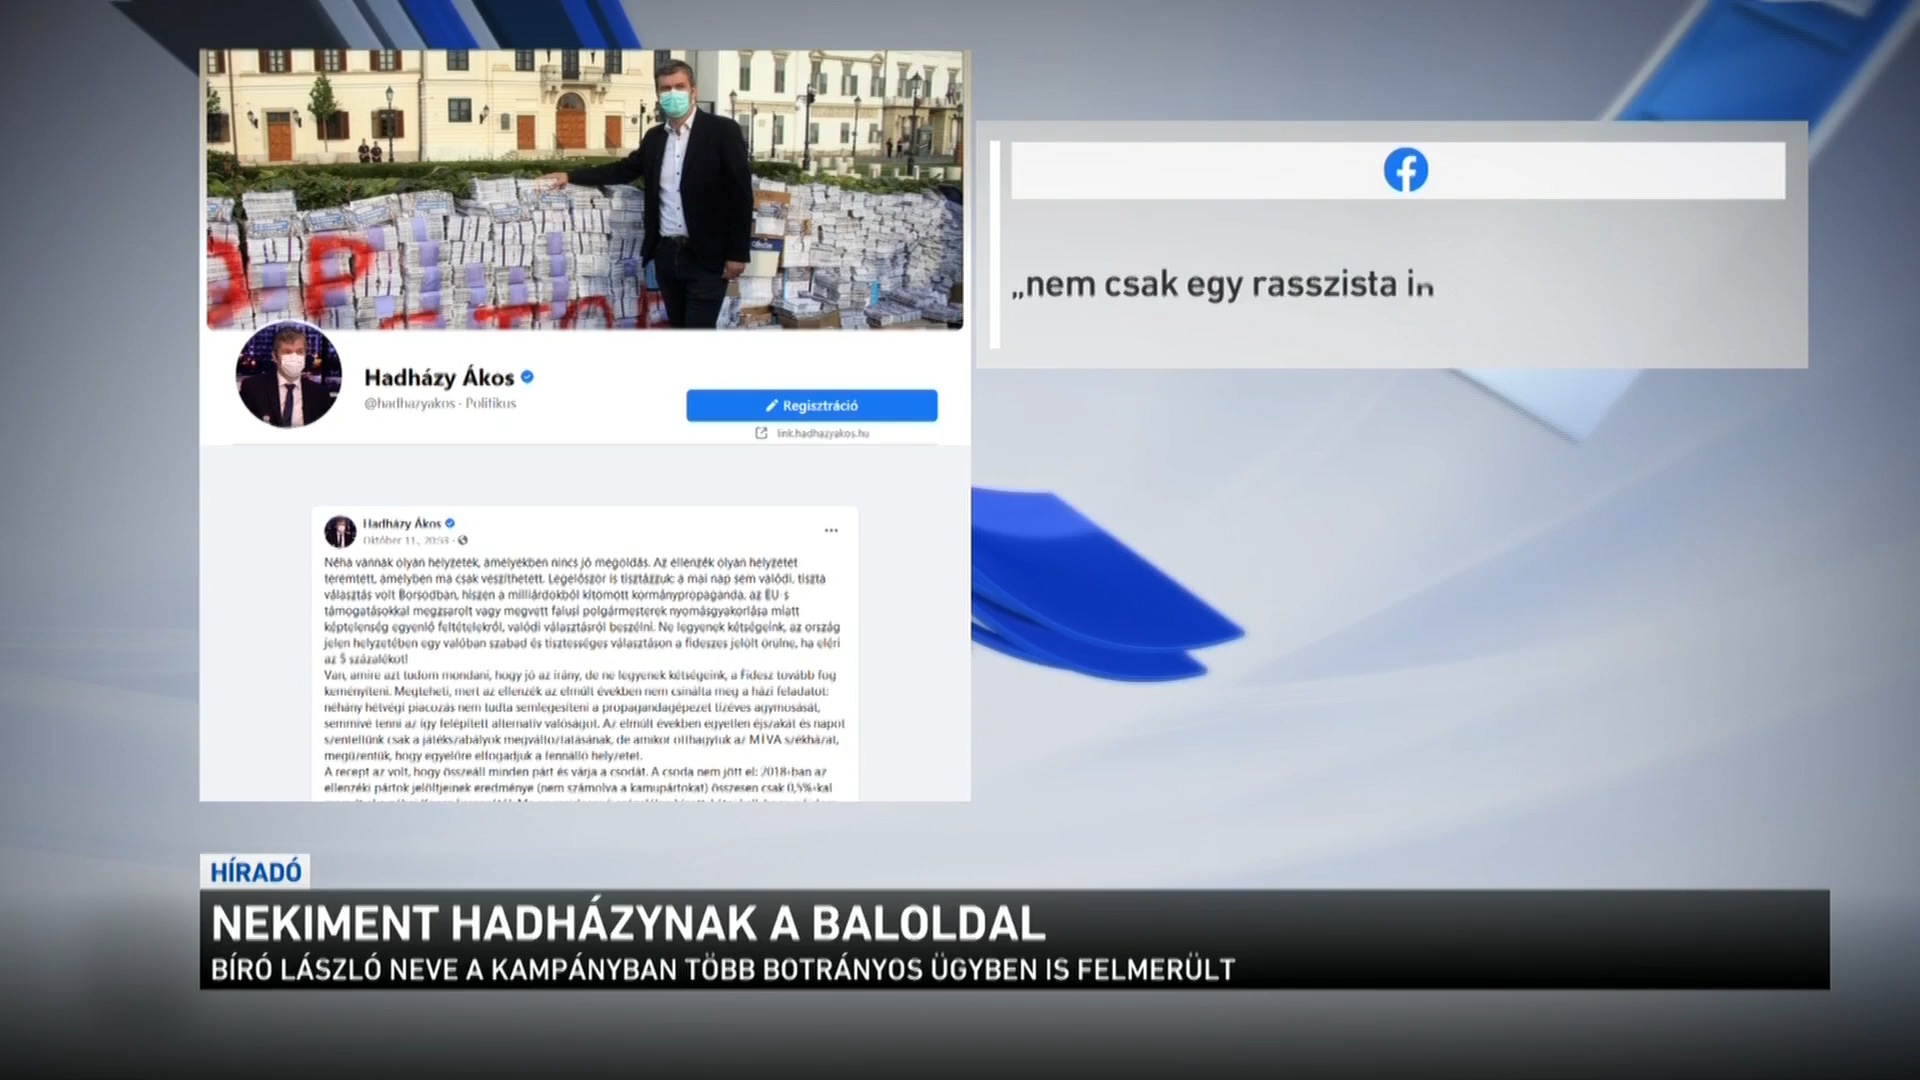 Hadházy Ákos
@hadhazyakos · Politikus
Regisztráció
link.hadhazyakos.hu
„nem csak egy rasszista in
Hadházy Ákos
Október 11., 20:53
Néha vannak olyan helyzetek, amelyekben nincs jó megoldás. Az ellenzék olyan helyzetet
teremtett, amelyben ma csak veszíthetett. Legelőször is tisztázzuk: a mai nap sem valódi, tiszta
választás volt Borsodban, hiszen a milliárdokból kitömött kormánypropaganda, az EU-s
támogatásokkal megzsarolt vagy megvett falusi polgármesterek nyomásgyakorlása miatt
képtelenség egyenlő feltételekről, valódi választásról beszélni. Ne legyenek kétségeink, az ország
jelen helyzetében egy valóban szabad és tisztességes választáson a fideszes jelölt örülne, ha eléri
az 5 százalékot!
Van, amire azt tudom mondani, hogy jó az irány, de ne legyenek kétségeink, a Fidesz tovább fog
keményíteni. Megteheti, mert az ellenzék az elmúlt években nem csinálta meg a házi feladatot:
néhány hétvégi piacozás nem tudta semlegesíteni a propagandagépezet tízéves agymosását,
semmivé tenni az így felépített alternatív valóságot. Az elmúlt években egyetlen éjszakát és napot
szenteltünk csak a játékszabályok megváltoztatásának, de amikor otthagytuk az MTVA székházat,
megüzentük, hogy egyelőre elfogadjuk a fennálló helyzetet.
A recept az volt, hogy összeáll minden párt és várja a csodát. A csoda nem jött el: 2018-ban az
ellenzéki pártok jelöltjeinek eredménye (nem számolva a kamupártokat) összesen csak 0,5%-kal
HÍRADÓ
NEKIMENT HADHÁZYNAK A BALOLDAL
BÍRÓ LÁSZLÓ NEVE A KAMPÁNYBAN TÖBB BOTRÁNYOS ÜGYBEN IS FELMERÜLT